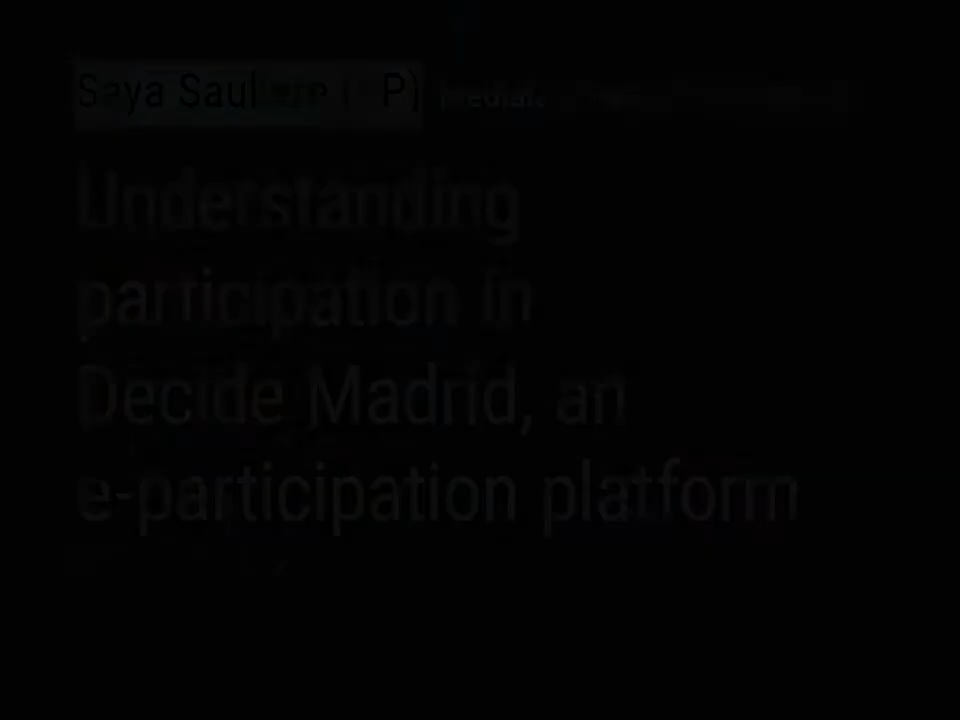 Saya Saul P)
Understanding
participation in
Decide Madrid, an
e-participation platform